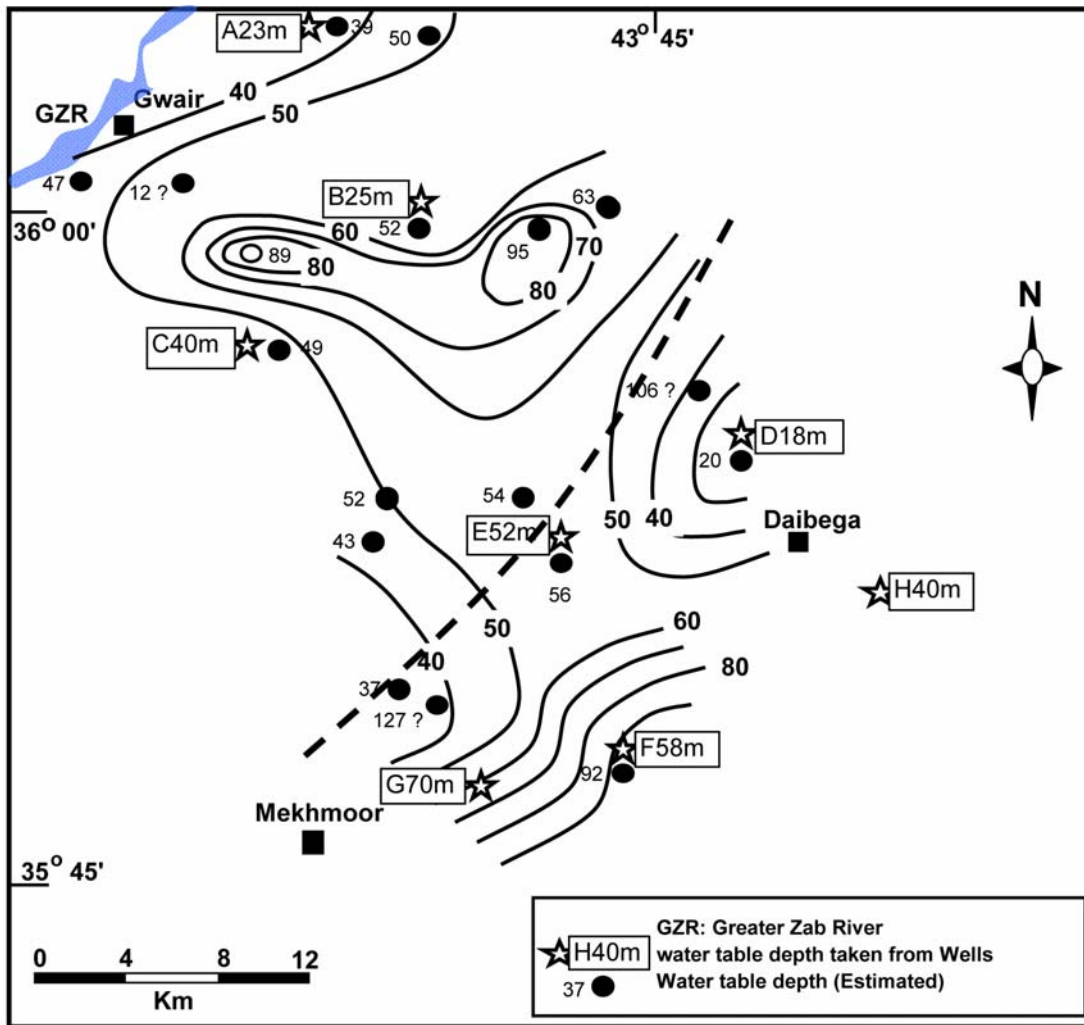 A23m
39
50
43° 45'
40
GZR
Gwair
50
47
12 ?
B25m
63
36° 00'
52
60
70
89
80
95
80
N
C40m
49
106 ?
D18m
20
52
54
50
40
Daibega
43
E52m
56
H40m
50
60
40
80
37
127 ?
F58m
92
G70m
Mekhmoor
35° 45'
0 4 8 12
Km
GZR: Greater Zab River
H40m water table depth taken from Wells
37 Water table depth (Estimated)